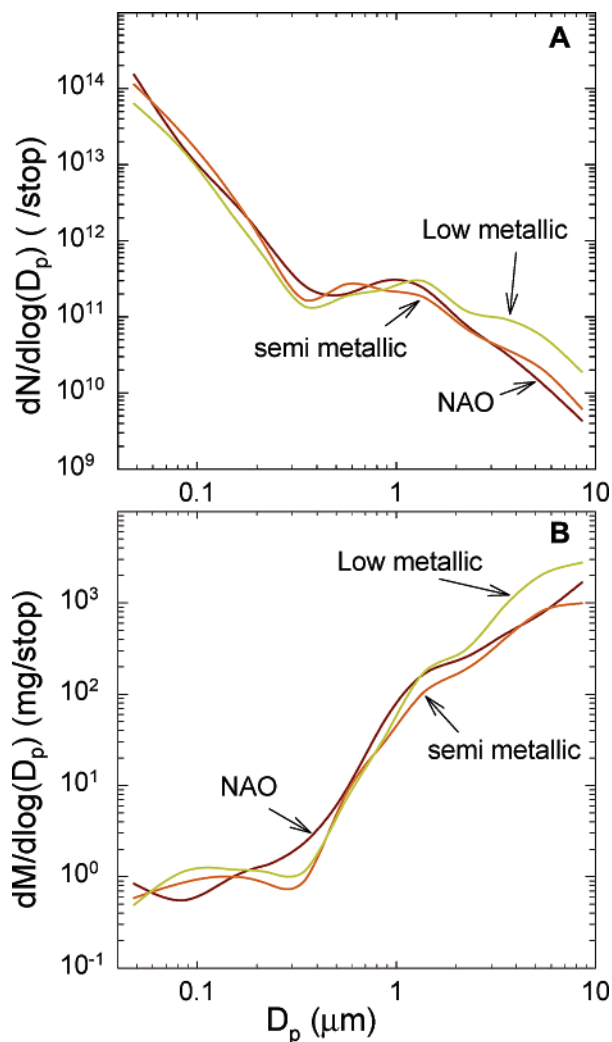 A
dN/dlog(Dp) ( /stop)
10^14
10^13
10^12
10^11
10^10
10^9
Low metallic
semi metallic
NAO
0.1 1 10
B
dM/dlog(Dp) (mg/stop)
10^3
10^2
10^1
10^0
10^-1
Low metallic
semi metallic
NAO
0.1 1 10
Dp (μm)